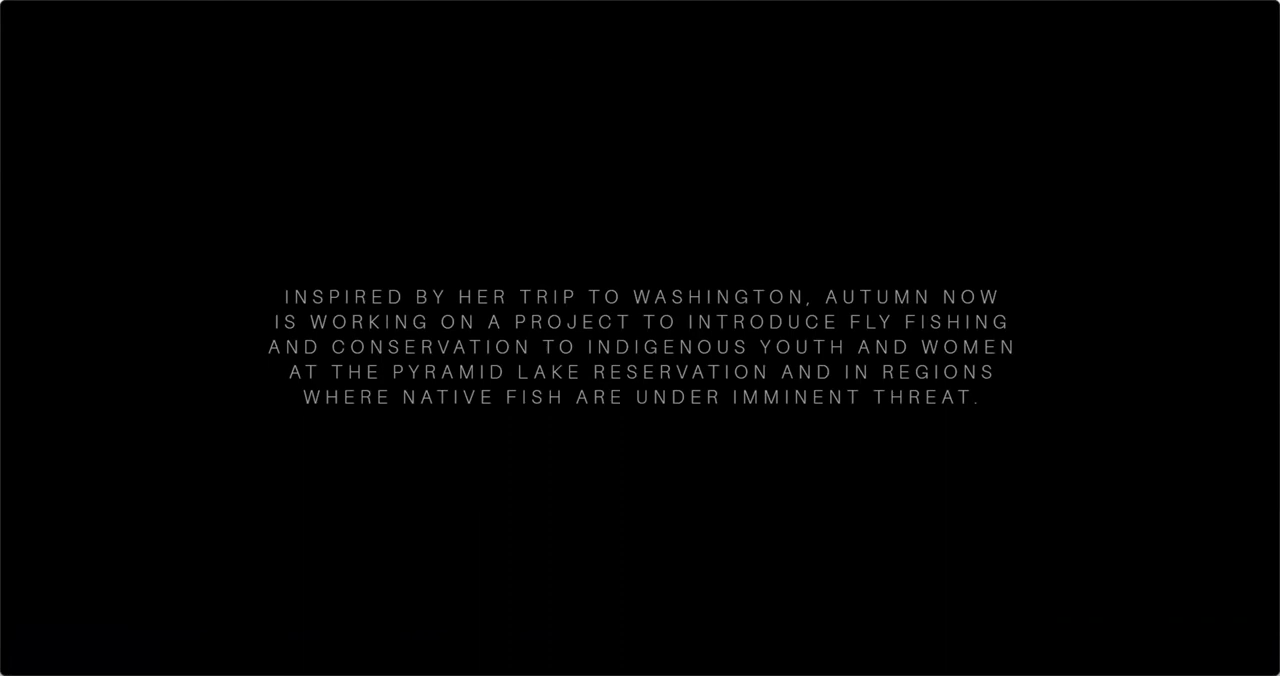 INSPIRED BY HER TRIP TO WASHINGTON, AUTUMN NOW
IS WORKING ON A PROJECT TO INTRODUCE FLY FISHING
AND CONSERVATION TO INDIGENOUS YOUTH AND WOMEN
AT THE PYRAMID LAKE RESERVATION AND IN REGIONS
WHERE NATIVE FISH ARE UNDER IMMINENT THREAT.